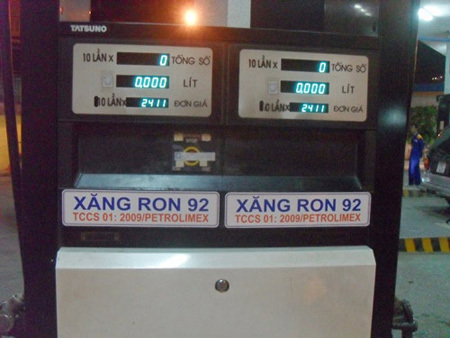 TATSUNO
10 LẦN X 0 TỔNG SỐ
0,000 LÍT
10 LẦN X 2411 ĐƠN GIÁ
10 LẦN X 0 TỔNG SỐ
0,000 LÍT
10 LẦN X 2411 ĐƠN GIÁ
XĂNG RON 92
TCCS 01: 2009/PETROLIMEX
XĂNG RON 92
TCCS 01: 2009/PETROLIMEX